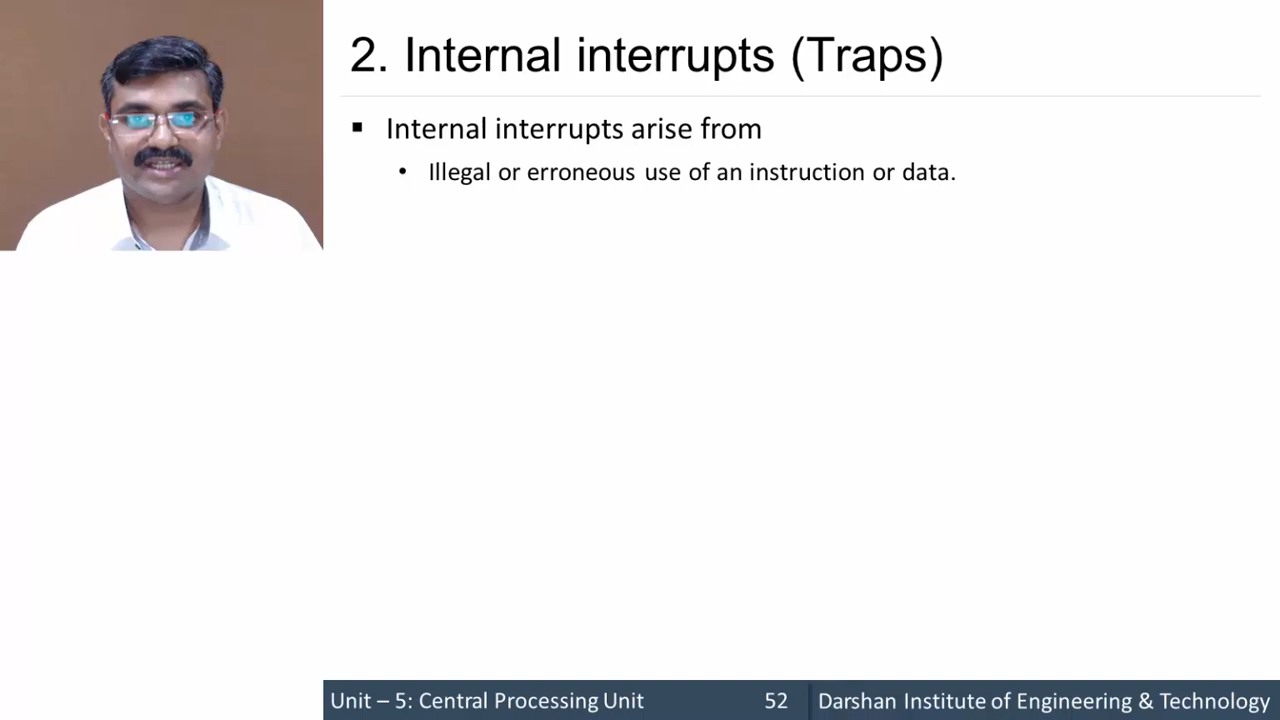 2. Internal interrupts (Traps)
▪ Internal interrupts arise from
• Illegal or erroneous use of an instruction or data.
Unit – 5: Central Processing Unit 52 Darshan Institute of Engineering & Technology